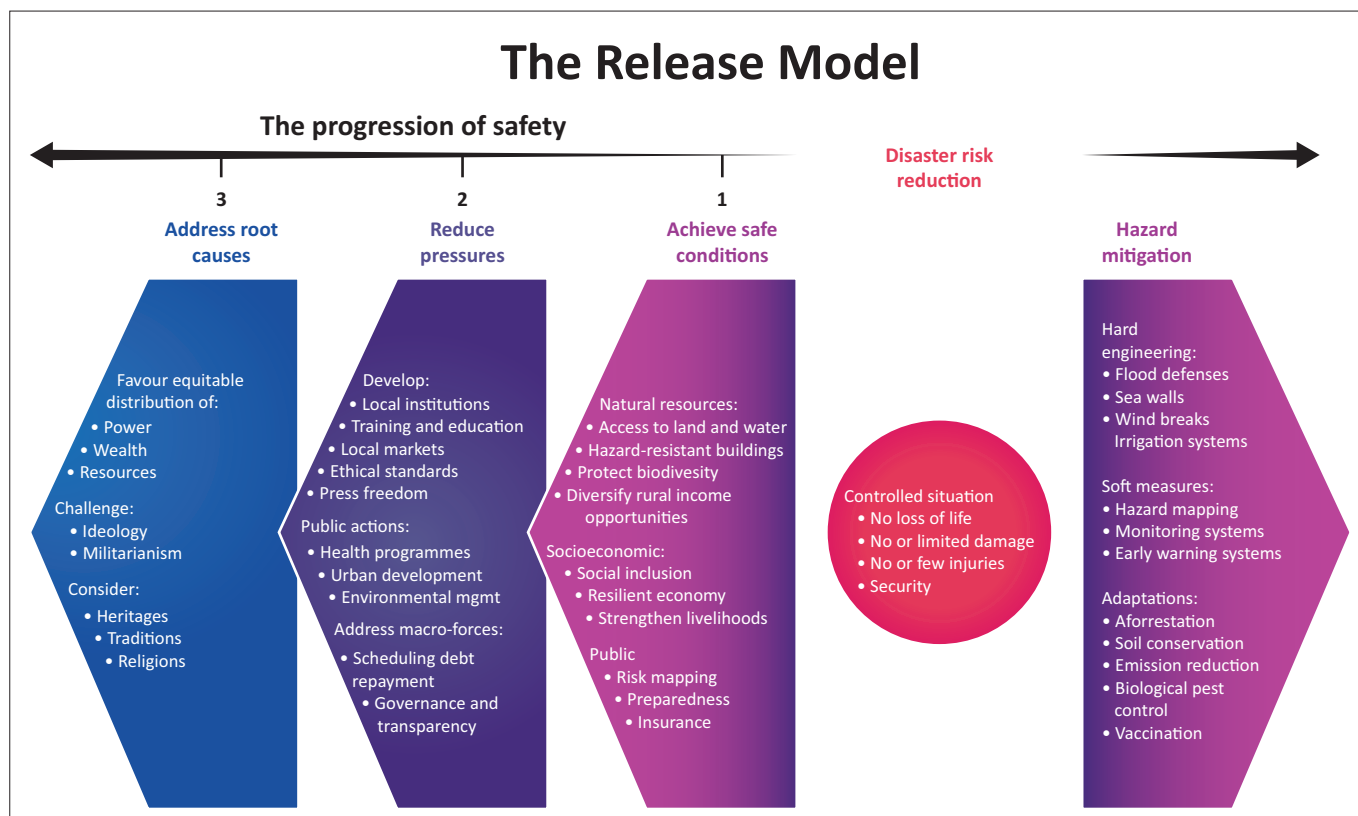 The Release Model
The progression of safety
Disaster risk
reduction
3
2
1
Address root
causes
Reduce
pressures
Achieve safe
conditions
Hazard
mitigation
Favour equitable
distribution of:
• Power
• Wealth
• Resources
Challenge:
• Ideology
• Militarianism
Consider:
• Heritages
• Traditions
• Religions
Develop:
• Local institutions
• Training and education
• Local markets
• Ethical standards
• Press freedom
Public actions:
• Health programmes
• Urban development
• Environmental mgmt
Address macro-forces:
• Scheduling debt
repayment
• Governance and
transparency
Natural resources:
• Access to land and water
• Hazard-resistant buildings
• Protect biodivesity
• Diversify rural income
opportunities
Socioeconomic:
• Social inclusion
• Resilient economy
• Strengthen livelihoods
Public
• Risk mapping
• Preparedness
• Insurance
Controlled situation
• No loss of life
• No or limited damage
• No or few injuries
• Security
Hard
engineering:
• Flood defenses
• Sea walls
• Wind breaks
Irrigation systems
Soft measures:
• Hazard mapping
• Monitoring systems
• Early warning systems
Adaptations:
• Aforrestation
• Soil conservation
• Emission reduction
• Biological pest
control
• Vaccination